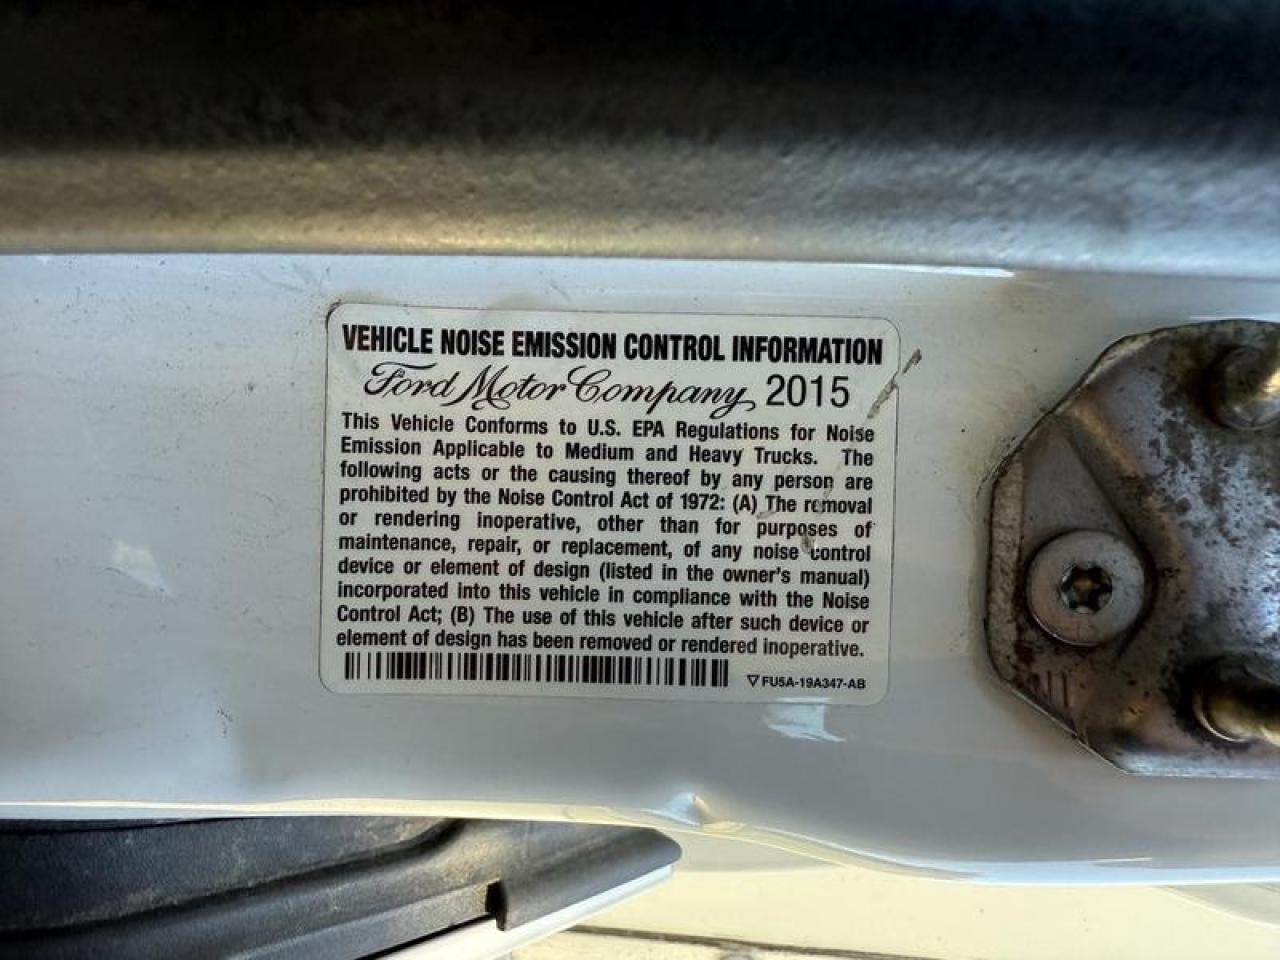 VEHICLE NOISE EMISSION CONTROL INFORMATION
Ford Motor Company 2015
This Vehicle Conforms to U.S. EPA Regulations for Noise
Emission Applicable to Medium and Heavy Trucks. The
following acts or the causing thereof by any person are
prohibited by the Noise Control Act of 1972: (A) The removal
or rendering inoperative, other than for purposes of
maintenance, repair, or replacement, of any noise control
device or element of design (listed in the owner's manual)
incorporated into this vehicle in compliance with the Noise
Control Act; (B) The use of this vehicle after such device or
element of design has been removed or rendered inoperative.
FU5A-19A347-AB